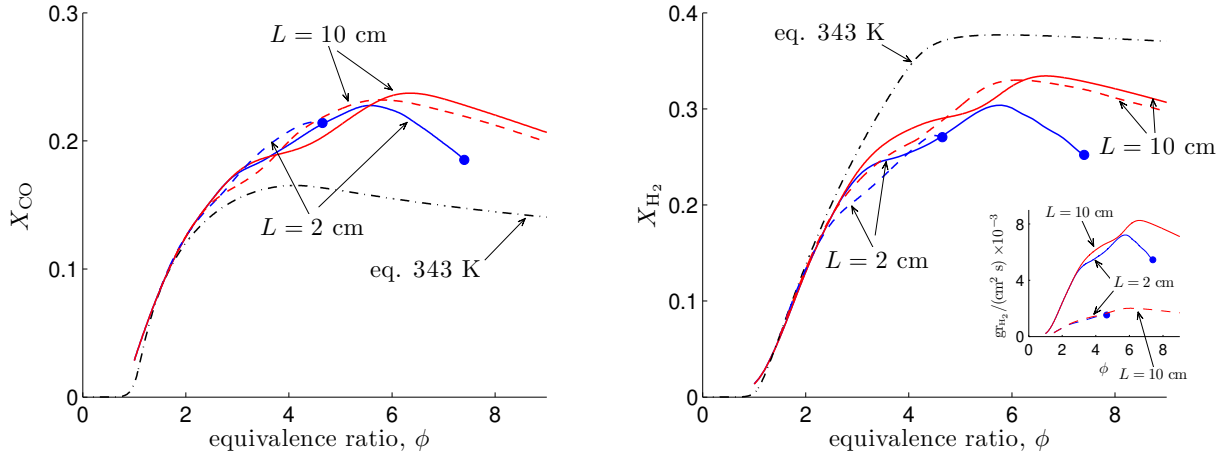 0.3
0.2
0.1
0
0
2
4
6
8
X_CO
equivalence ratio, ϕ
L = 10 cm
L = 2 cm
eq. 343 K
0.4
0.3
0.2
0.1
0
0
2
4
6
8
X_H₂
equivalence ratio, ϕ
eq. 343 K
L = 10 cm
L = 2 cm
8
4
0
0
2
4
6
8
gr_H₂/(cm² s) ×10⁻³
ϕ
L = 10 cm
L = 2 cm
L = 10 cm